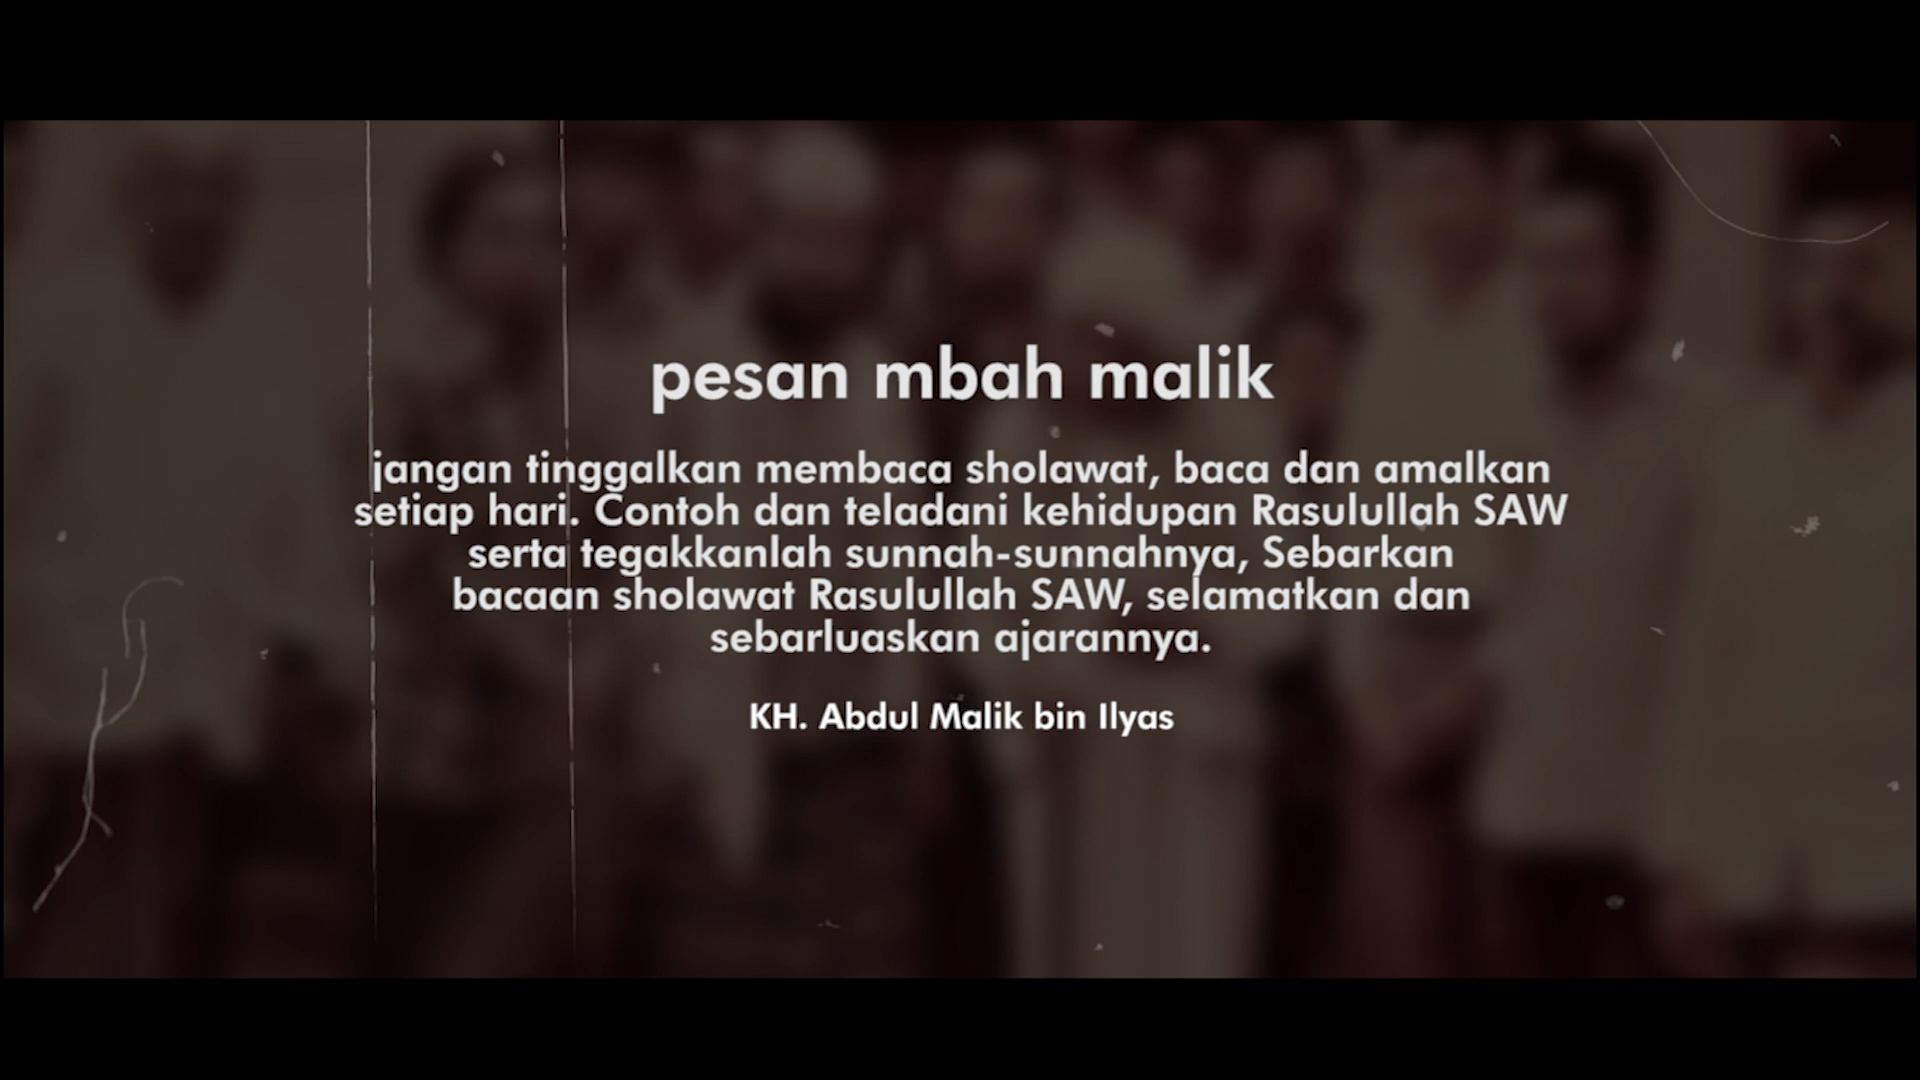 pesan mbah malik
jangan tinggalkan membaca sholawat, baca dan amalkan
setiap hari. Contoh dan teladani kehidupan Rasulullah SAW
serta tegakkanlah sunnah-sunnahnya, Sebarkan
bacaan sholawat Rasulullah SAW, selamatkan dan
sebarluaskan ajarannya.
KH. Abdul Malik bin Ilyas